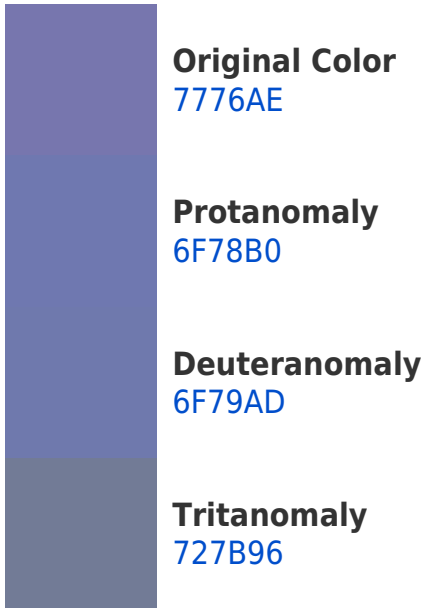 Original Color
7776AE
Protanomaly
6F78B0
Deuteranomaly
6F79AD
Tritanomaly
727B96